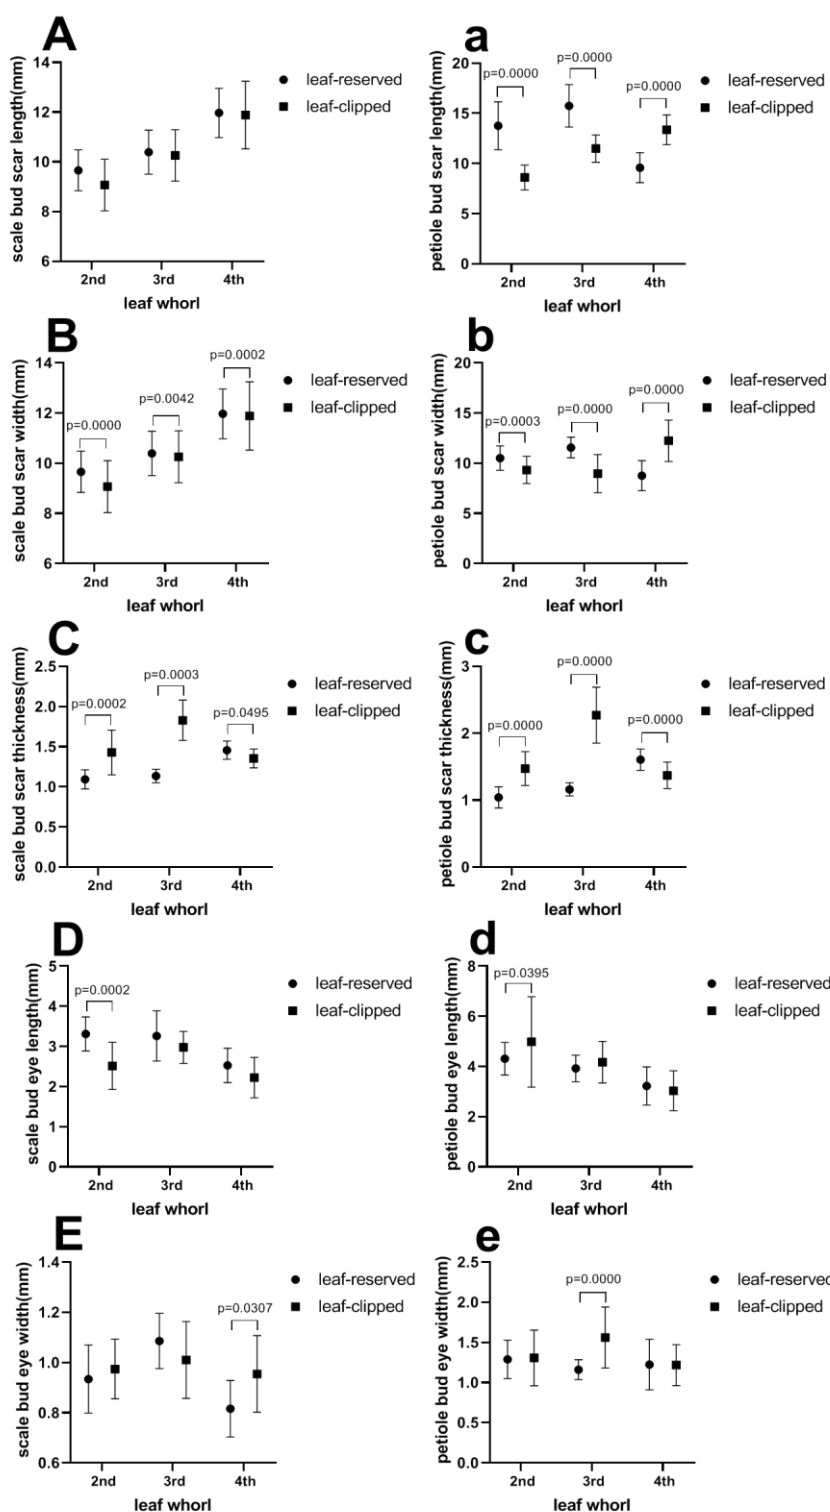 A
scale bud scar length(mm)
14
12
10
8
6
2nd 3rd 4th
leaf whorl
leaf-reserved
leaf-clipped
a
petiole bud scar length(mm)
20
15
10
5
0
p=0.0000
p=0.0000
p=0.0000
2nd 3rd 4th
leaf whorl
leaf-reserved
leaf-clipped
B
scale bud scar width(mm)
14
12
10
8
6
p=0.0000
p=0.0042
p=0.0002
2nd 3rd 4th
leaf whorl
leaf-reserved
leaf-clipped
b
petiole bud scar width(mm)
20
15
10
5
0
p=0.0003
p=0.0000
p=0.0000
2nd 3rd 4th
leaf whorl
leaf-reserved
leaf-clipped
C
scale bud scar thickness(mm)
2.5
2.0
1.5
1.0
0.5
0.0
p=0.0002
p=0.0003
p=0.0495
2nd 3rd 4th
leaf whorl
leaf-reserved
leaf-clipped
c
petiole bud scar thickness(mm)
3
2
1
0
p=0.0000
p=0.0000
p=0.0000
2nd 3rd 4th
leaf whorl
leaf-reserved
leaf-clipped
D
scale bud eye length(mm)
5
4
3
2
1
0
p=0.0002
2nd 3rd 4th
leaf whorl
leaf-reserved
leaf-clipped
d
petiole bud eye length(mm)
8
6
4
2
0
p=0.0395
2nd 3rd 4th
leaf whorl
leaf-reserved
leaf-clipped
E
scale bud eye width(mm)
1.4
1.2
1.0
0.8
0.6
p=0.0307
2nd 3rd 4th
leaf whorl
leaf-reserved
leaf-clipped
e
petiole bud eye width(mm)
2.5
2.0
1.5
1.0
0.5
0.0
p=0.0000
2nd 3rd 4th
leaf whorl
leaf-reserved
leaf-clipped